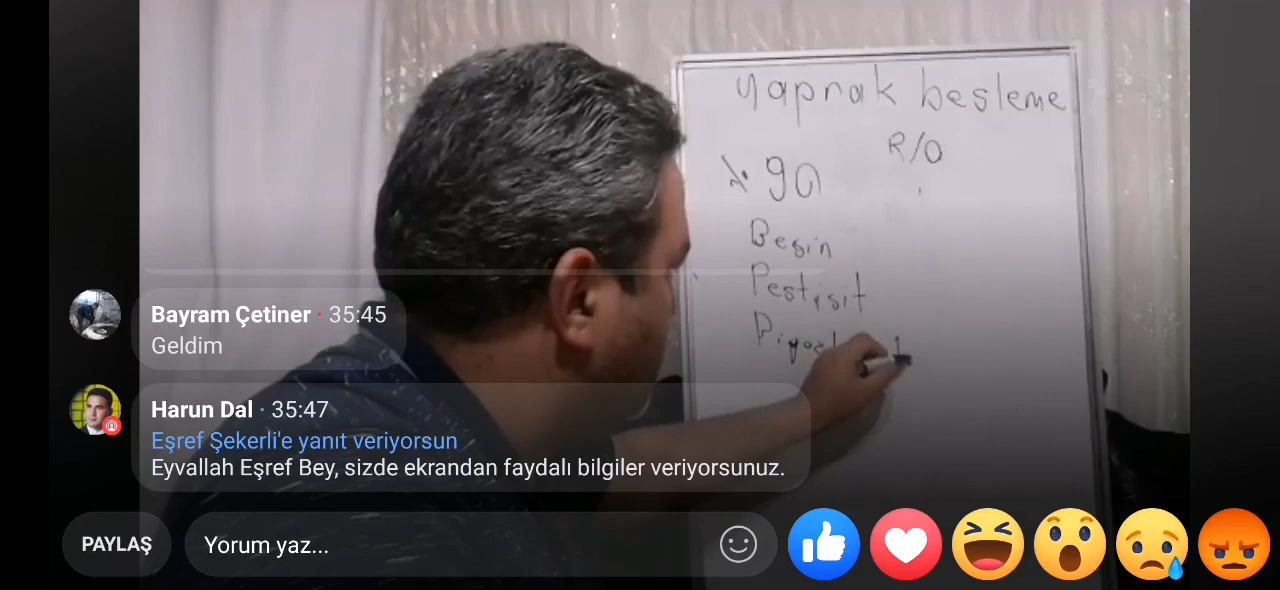 yaprak besleme
R/O
% 90
Besin
Pestisit
Bayram Çetiner · 35:45
Geldim
Harun Dal · 35:47
Eşref Şekerli'e yanıt veriyorsun
Eyvallah Eşref Bey, sizde ekrandan faydalı bilgiler veriyorsunuz.
PAYLAŞ
Yorum yaz...